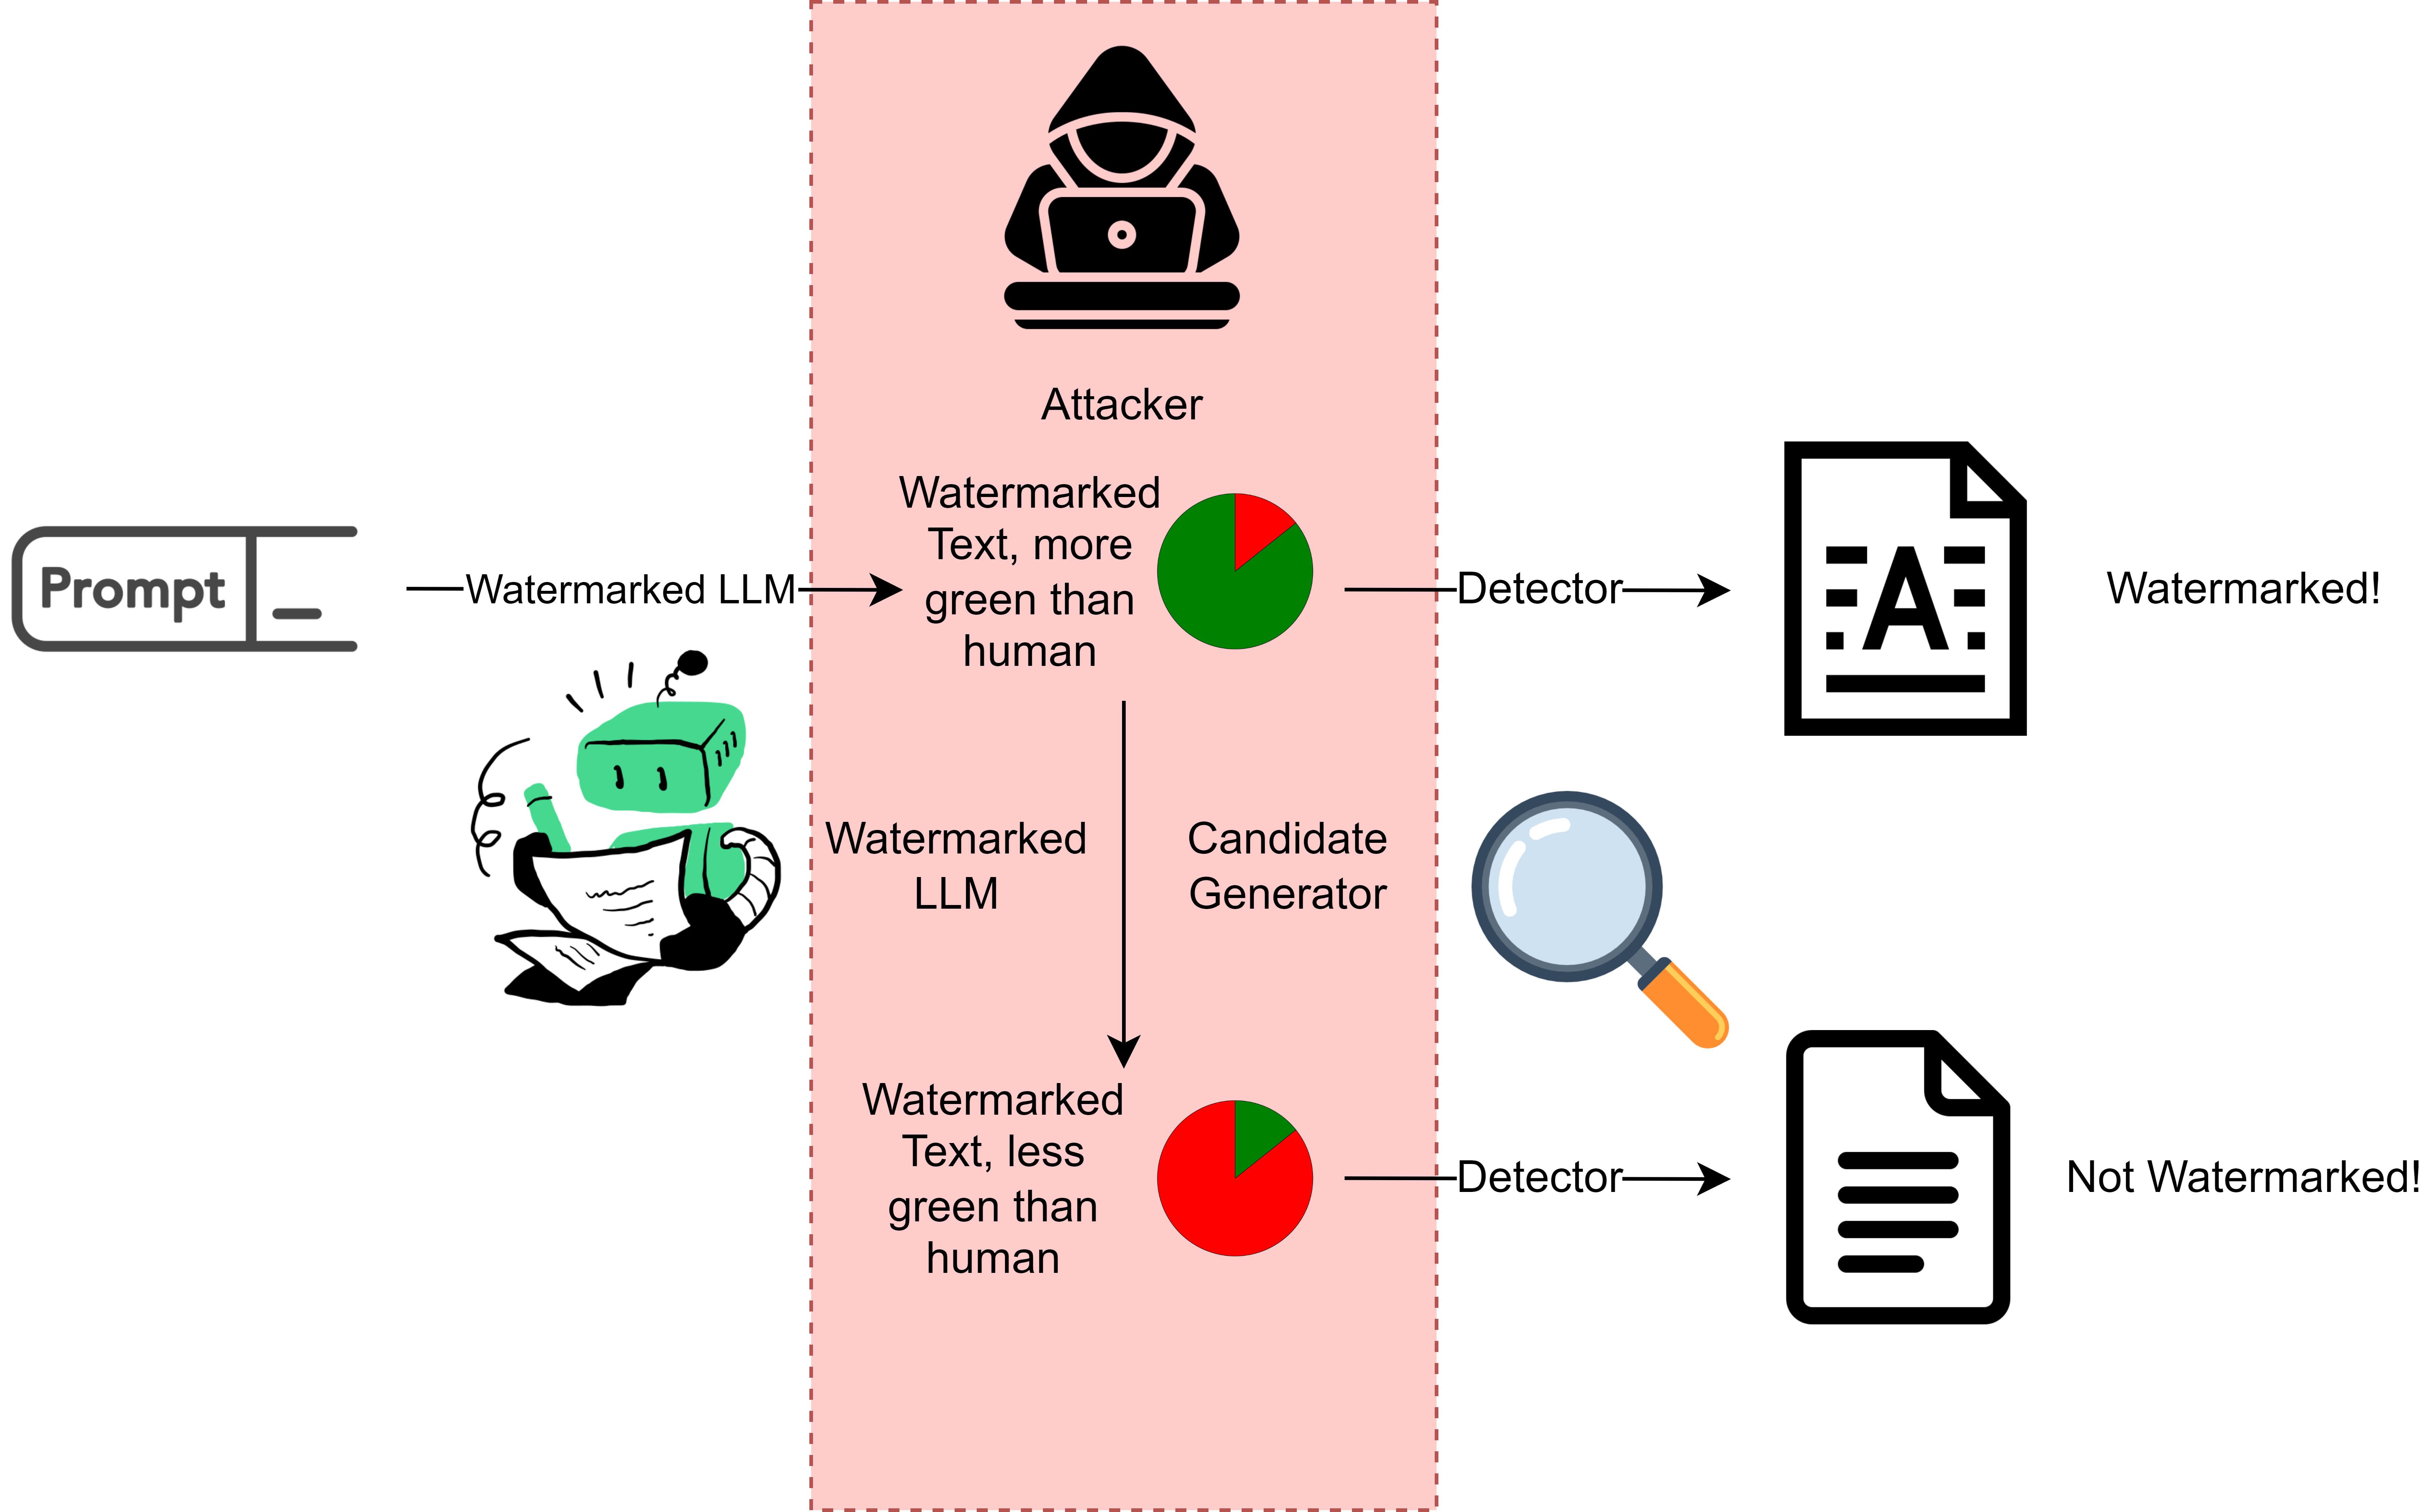 Attacker
Prompt
Watermarked LLM
Watermarked
Text, more
green than
human
Detector
Watermarked!
Watermarked
LLM
Candidate
Generator
Watermarked
Text, less
green than
human
Detector
Not Watermarked!
A